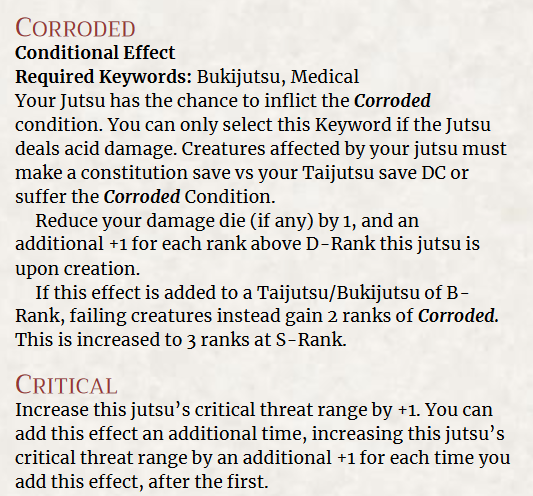 Corroded
Conditional Effect
Required Keywords: Bukijutsu, Medical
Your Jutsu has the chance to inflict the Corroded
condition. You can only select this Keyword if the Jutsu
deals acid damage. Creatures affected by your jutsu must
make a constitution save vs your Taijutsu save DC or
suffer the Corroded Condition.
Reduce your damage die (if any) by 1, and an
additional +1 for each rank above D-Rank this jutsu is
upon creation.
If this effect is added to a Taijutsu/Bukijutsu of B-
Rank, failing creatures instead gain 2 ranks of Corroded.
This is increased to 3 ranks at S-Rank.
Critical
Increase this jutsu's critical threat range by +1. You can
add this effect an additional time, increasing this jutsu's
critical threat range by an additional +1 for each time you
add this effect, after the first.